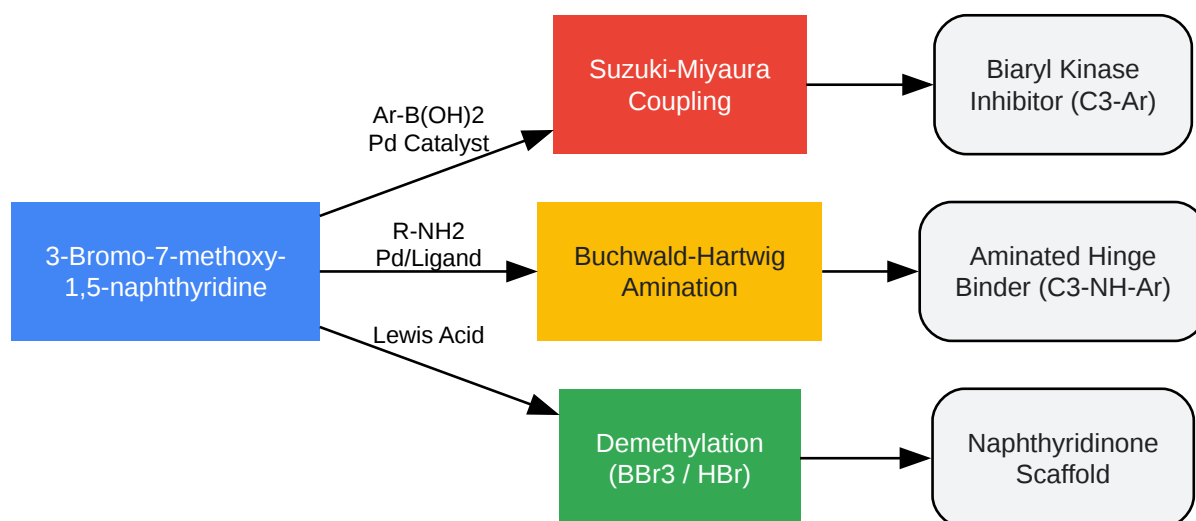 3-Bromo-7-methoxy-
1,5-naphthyridine
Ar-B(OH)2
Pd Catalyst
Suzuki-Miyaura
Coupling
Biaryl Kinase
Inhibitor (C3-Ar)
R-NH2
Pd/Ligand
Buchwald-Hartwig
Amination
Aminated Hinge
Binder (C3-NH-Ar)
Lewis Acid
Demethylation
(BBr3 / HBr)
Naphthyridinone
Scaffold